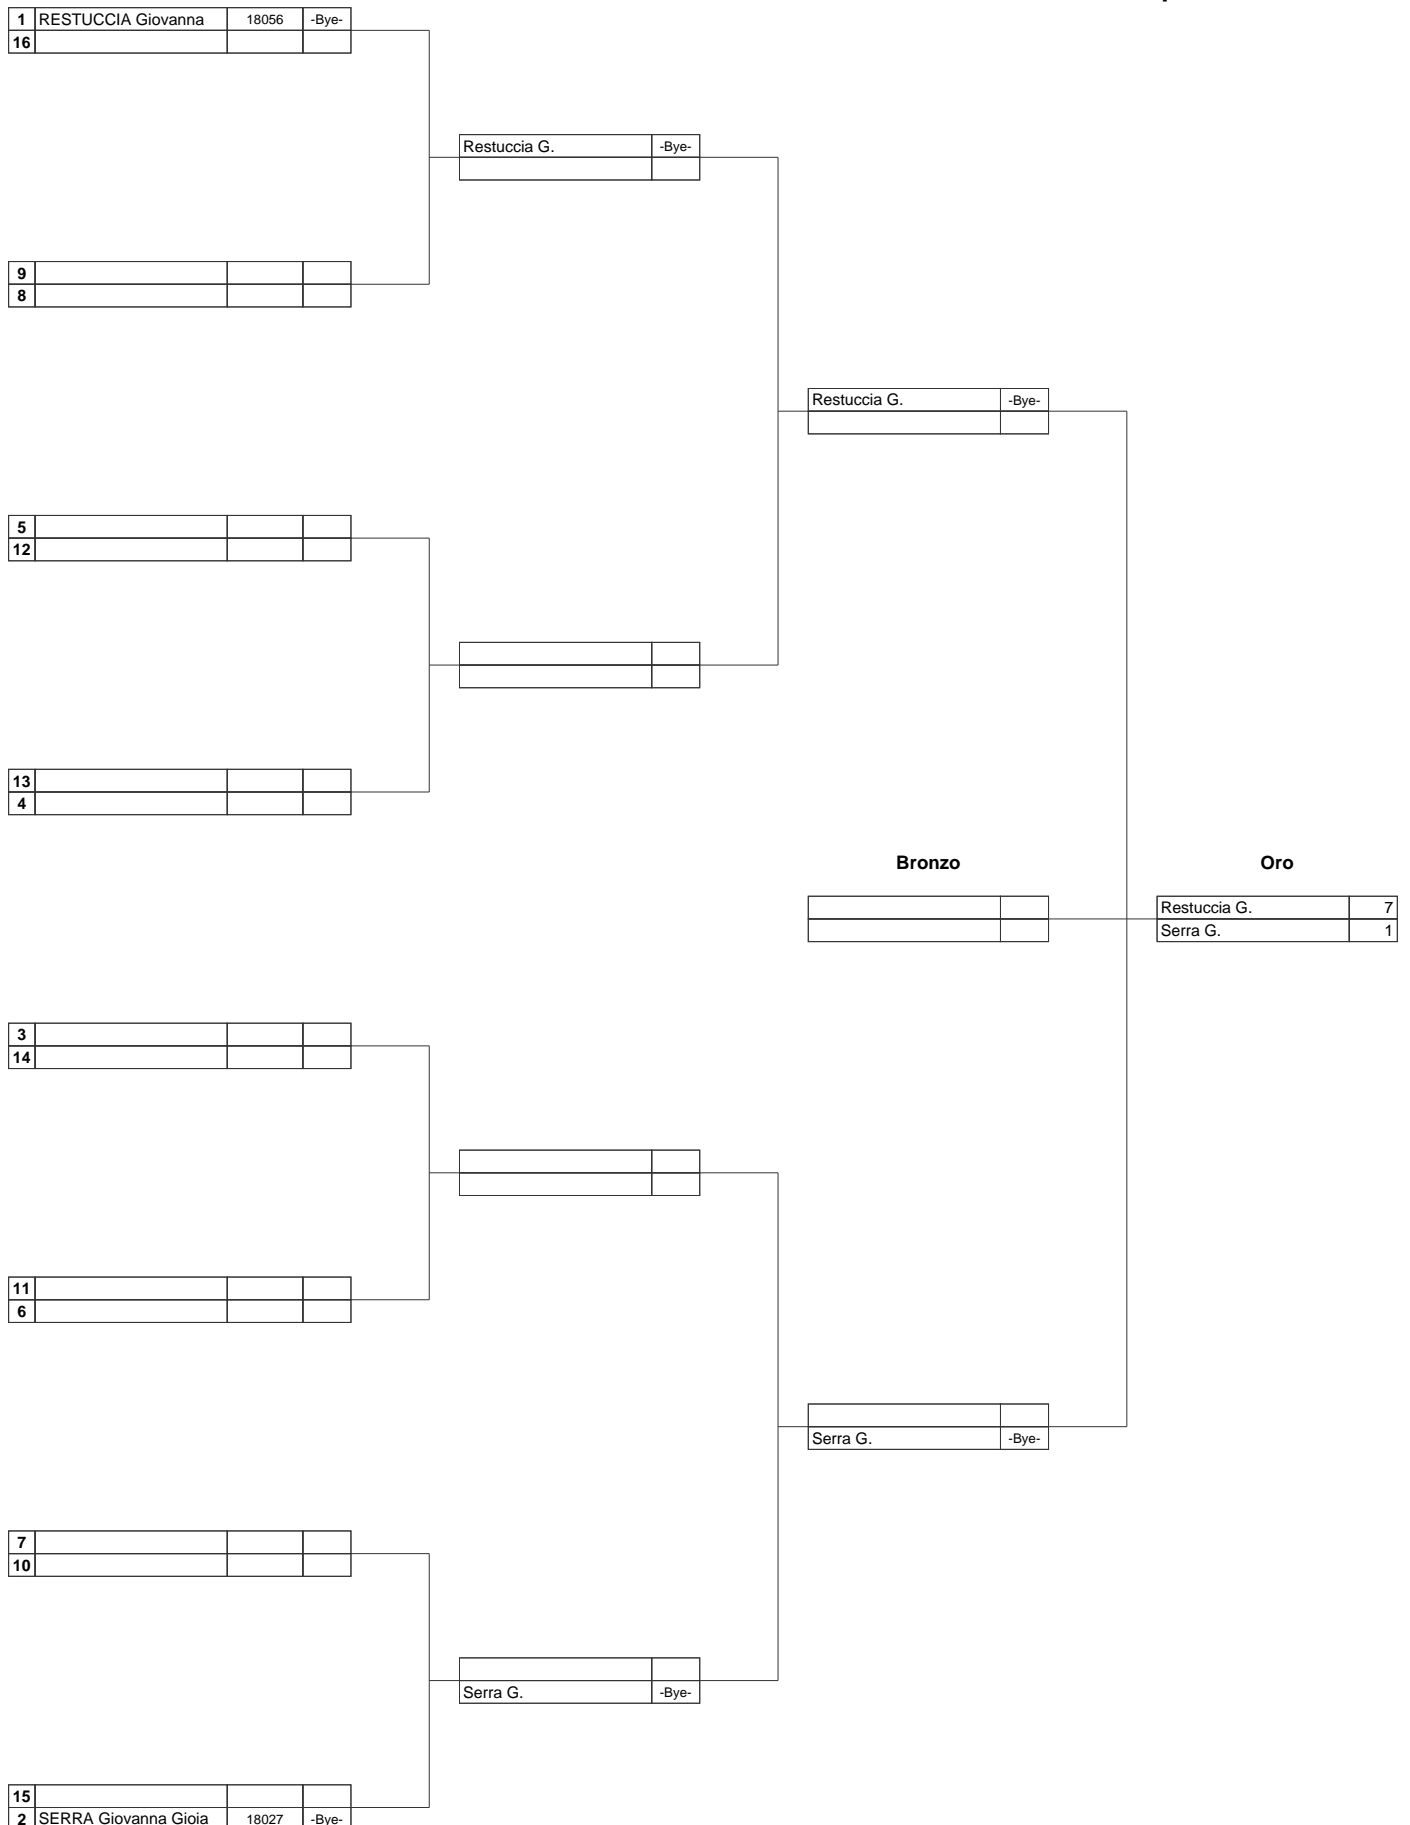 1 RESTUCCIA Giovanna 18056 -Bye-
16
Restuccia G. -Bye-
9
8
Restuccia G. -Bye-
5
12
13
4
Bronzo Oro
Restuccia G. 7
Serra G. 1
3
14
11
6
Serra G. -Bye-
7
10
Serra G. -Bye-
15
2 SERRA Giovanna Gioia 18027 -Bye-